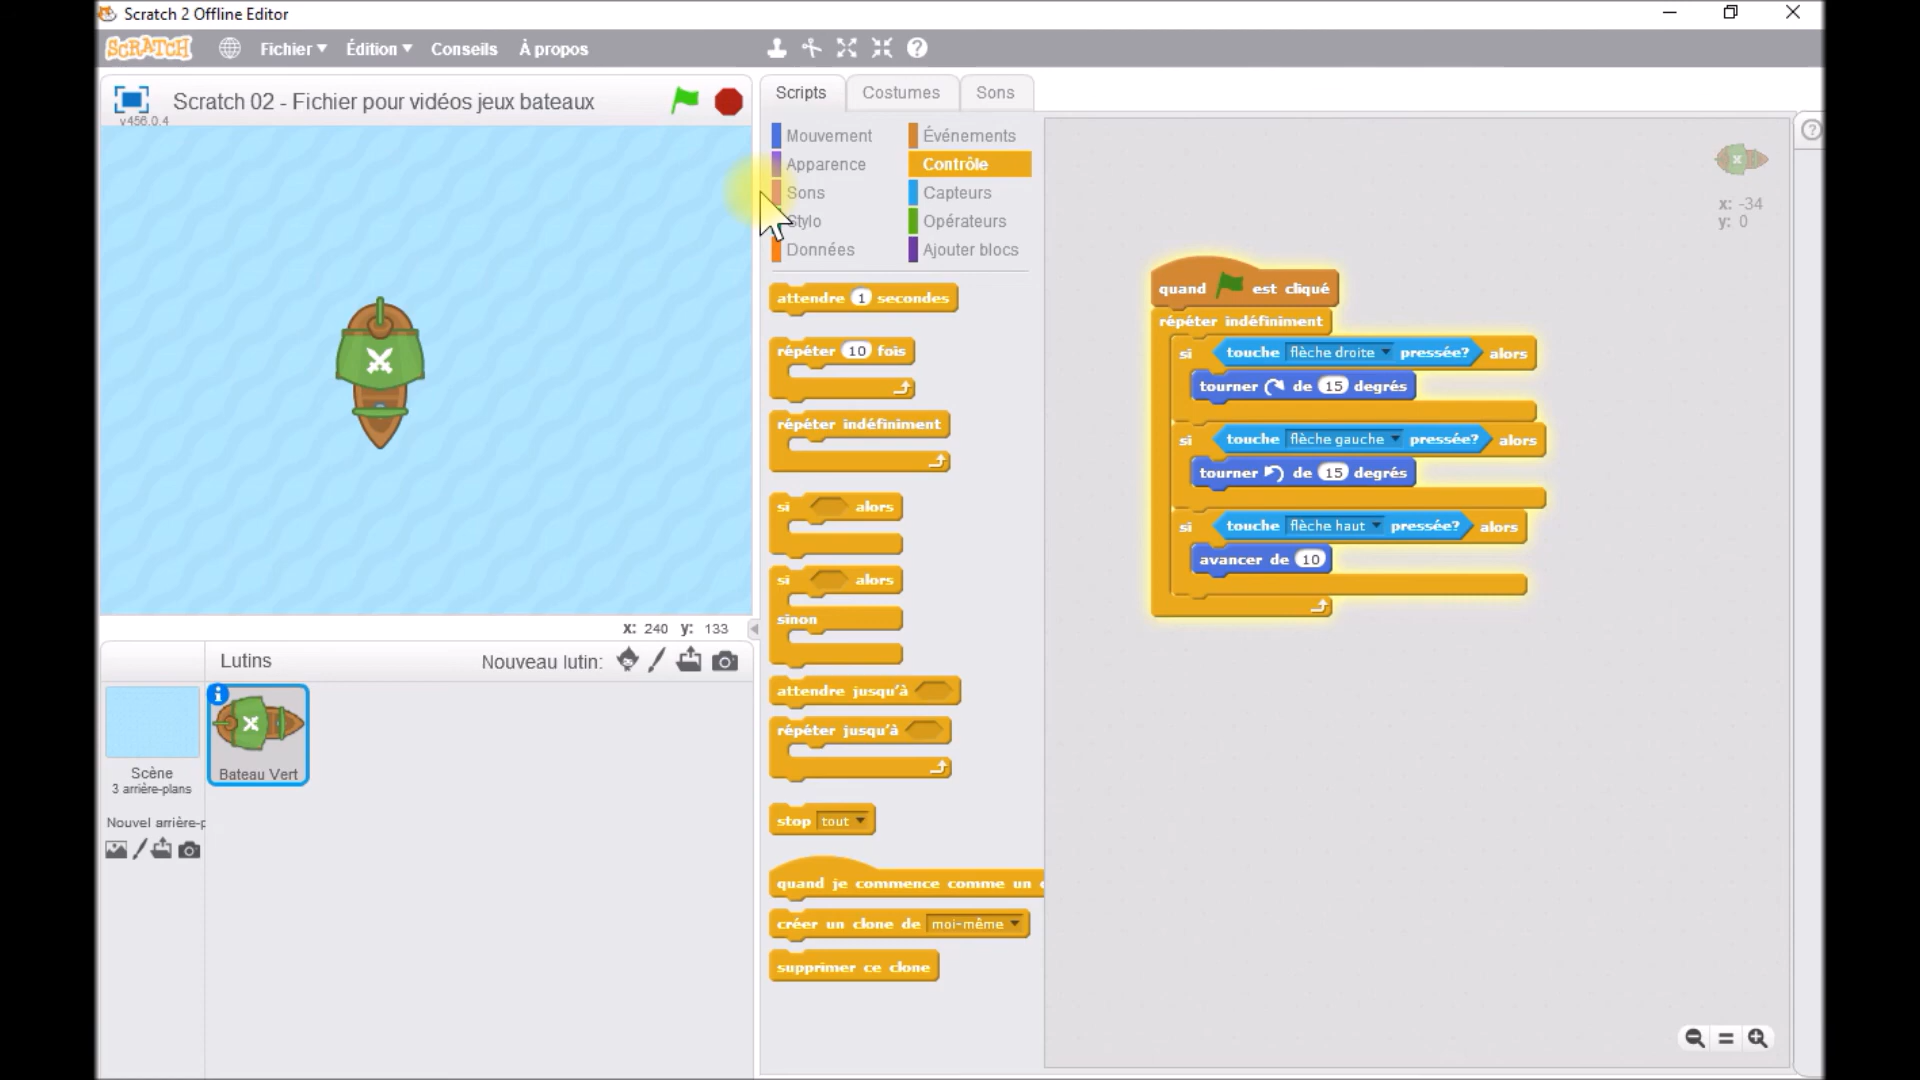 Scratch 2 Offline Editor
SCRATCH
Fichier
Édition
Conseils
À propos
Scratch 02 - Fichier pour vidéos jeux bateaux
v456.0.4
x: 240 y: 133
Lutins
Nouveau lutin:
Bateau Vert
Scène
3 arrière-plans
Nouvel arrière-p
Scripts
Costumes
Sons
Mouvement
Apparence
Sons
Stylo
Données
Événements
Contrôle
Capteurs
Opérateurs
Ajouter blocs
attendre 1 secondes
répéter 10 fois
répéter indéfiniment
si alors
si alors
sinon
attendre jusqu'à
répéter jusqu'à
stop tout
quand je commence comme un c
créer un clone de moi-même
supprimer ce clone
quand est cliqué
répéter indéfiniment
si touche flèche droite pressée? alors
tourner de 15 degrés
si touche flèche gauche pressée? alors
tourner de 15 degrés
si touche flèche haut pressée? alors
avancer de 10
x: -34
y: 0